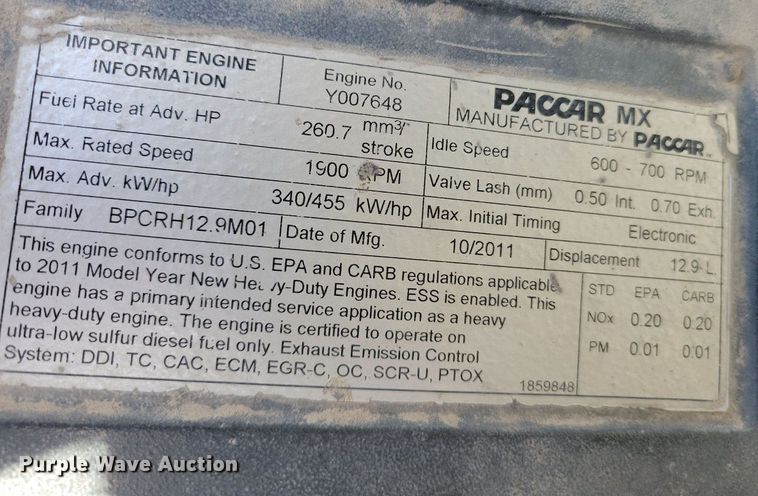 IMPORTANT ENGINE
INFORMATION
Engine No.
Y007648
PACCAR MX
MANUFACTURED BY PACCAR
Fuel Rate at Adv. HP 260.7 mm3/
stroke
Idle Speed 600 - 700 RPM
Max. Rated Speed 1900 RPM
Valve Lash (mm) 0.50 Int. 0.70 Exh.
Max. Adv. kW/hp 340/455 kW/hp
Max. Initial Timing Electronic
Family BPCRH12.9M01
Date of Mfg. 10/2011
Displacement 12.9 L.
This engine conforms to U.S. EPA and CARB regulations applicable
to 2011 Model Year New Heavy-Duty Engines. ESS is enabled. This
engine has a primary intended service application as a heavy
heavy-duty engine. The engine is certified to operate on
ultra-low sulfur diesel fuel only. Exhaust Emission Control
System: DDI, TC, CAC, ECM, EGR-C, OC, SCR-U, PTOX
STD EPA CARB
NOx 0.20 0.20
PM 0.01 0.01
1859848
Purple Wave Auction